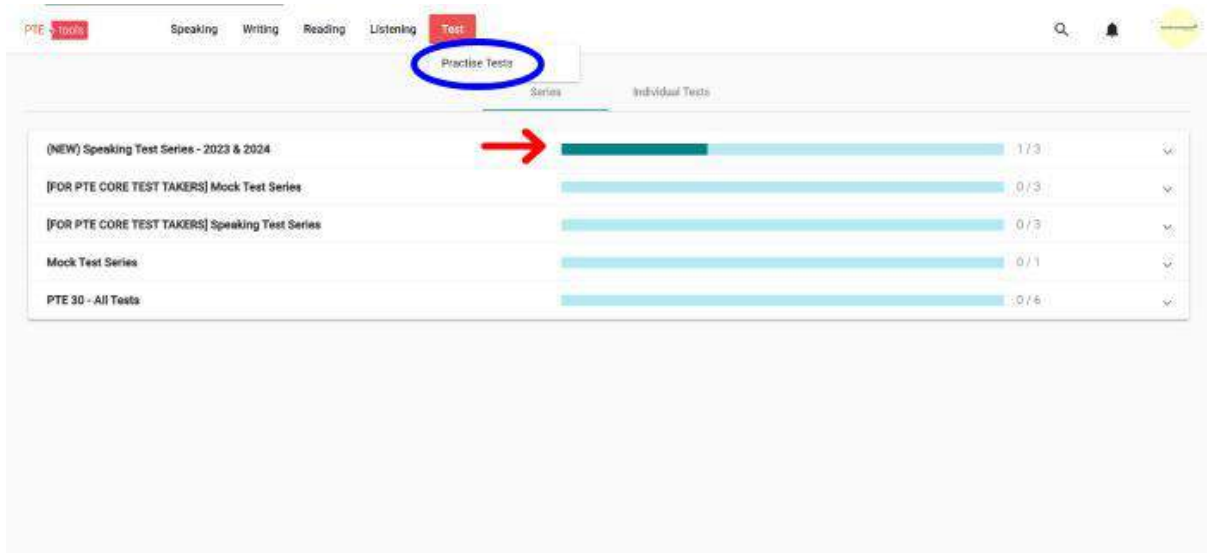 PTE tools Speaking Writing Reading Listening Test
Practise Tests
Series Individual Tests
(NEW) Speaking Test Series - 2023 & 2024 1 / 3
[FOR PTE CORE TEST TAKERS] Mock Test Series 0 / 3
[FOR PTE CORE TEST TAKERS] Speaking Test Series 0 / 3
Mock Test Series 0 / 1
PTE 30 - All Tests 0 / 6